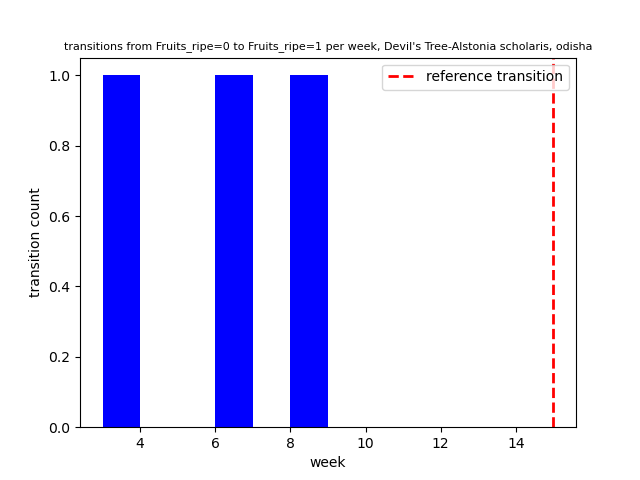 transitions from Fruits_ripe=0 to Fruits_ripe=1 per week, Devil's Tree-Alstonia scholaris, odisha
reference transition
1.0
0.8
0.6
0.4
0.2
0.0
transition count
4 6 8 10 12 14
week